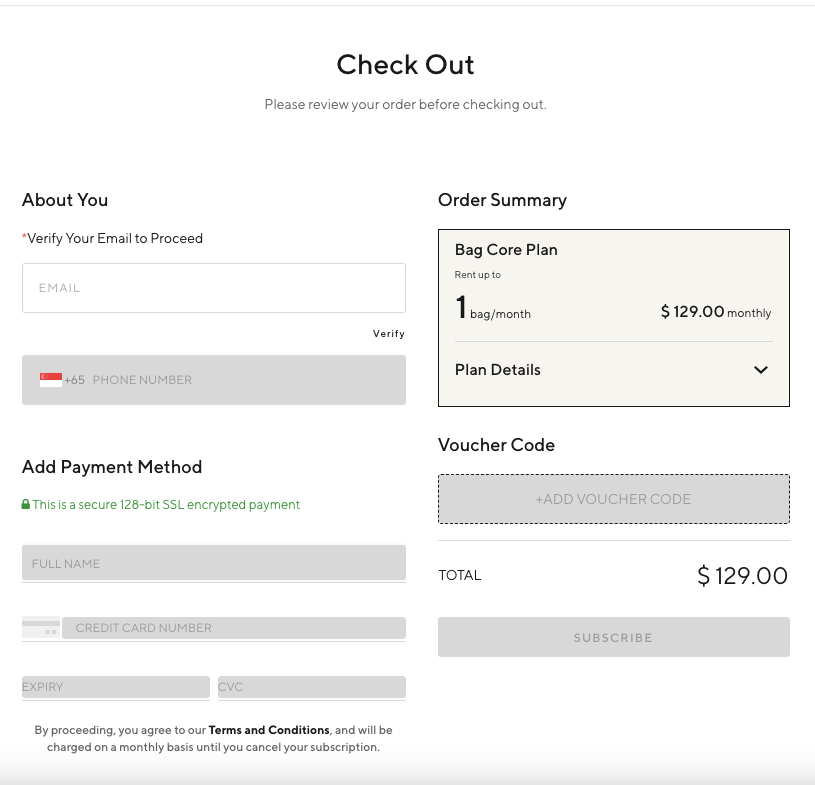 Check Out
Please review your order before checking out.
About You
*Verify Your Email to Proceed
EMAIL
Verify
+65 PHONE NUMBER
Add Payment Method
This is a secure 128-bit SSL encrypted payment
FULL NAME
CREDIT CARD NUMBER
EXPIRY CVC
By proceeding, you agree to our Terms and Conditions, and will be
charged on a monthly basis until you cancel your subscription.
Order Summary
Bag Core Plan
Rent up to
1 bag/month $ 129.00 monthly
Plan Details
Voucher Code
+ADD VOUCHER CODE
TOTAL $ 129.00
SUBSCRIBE